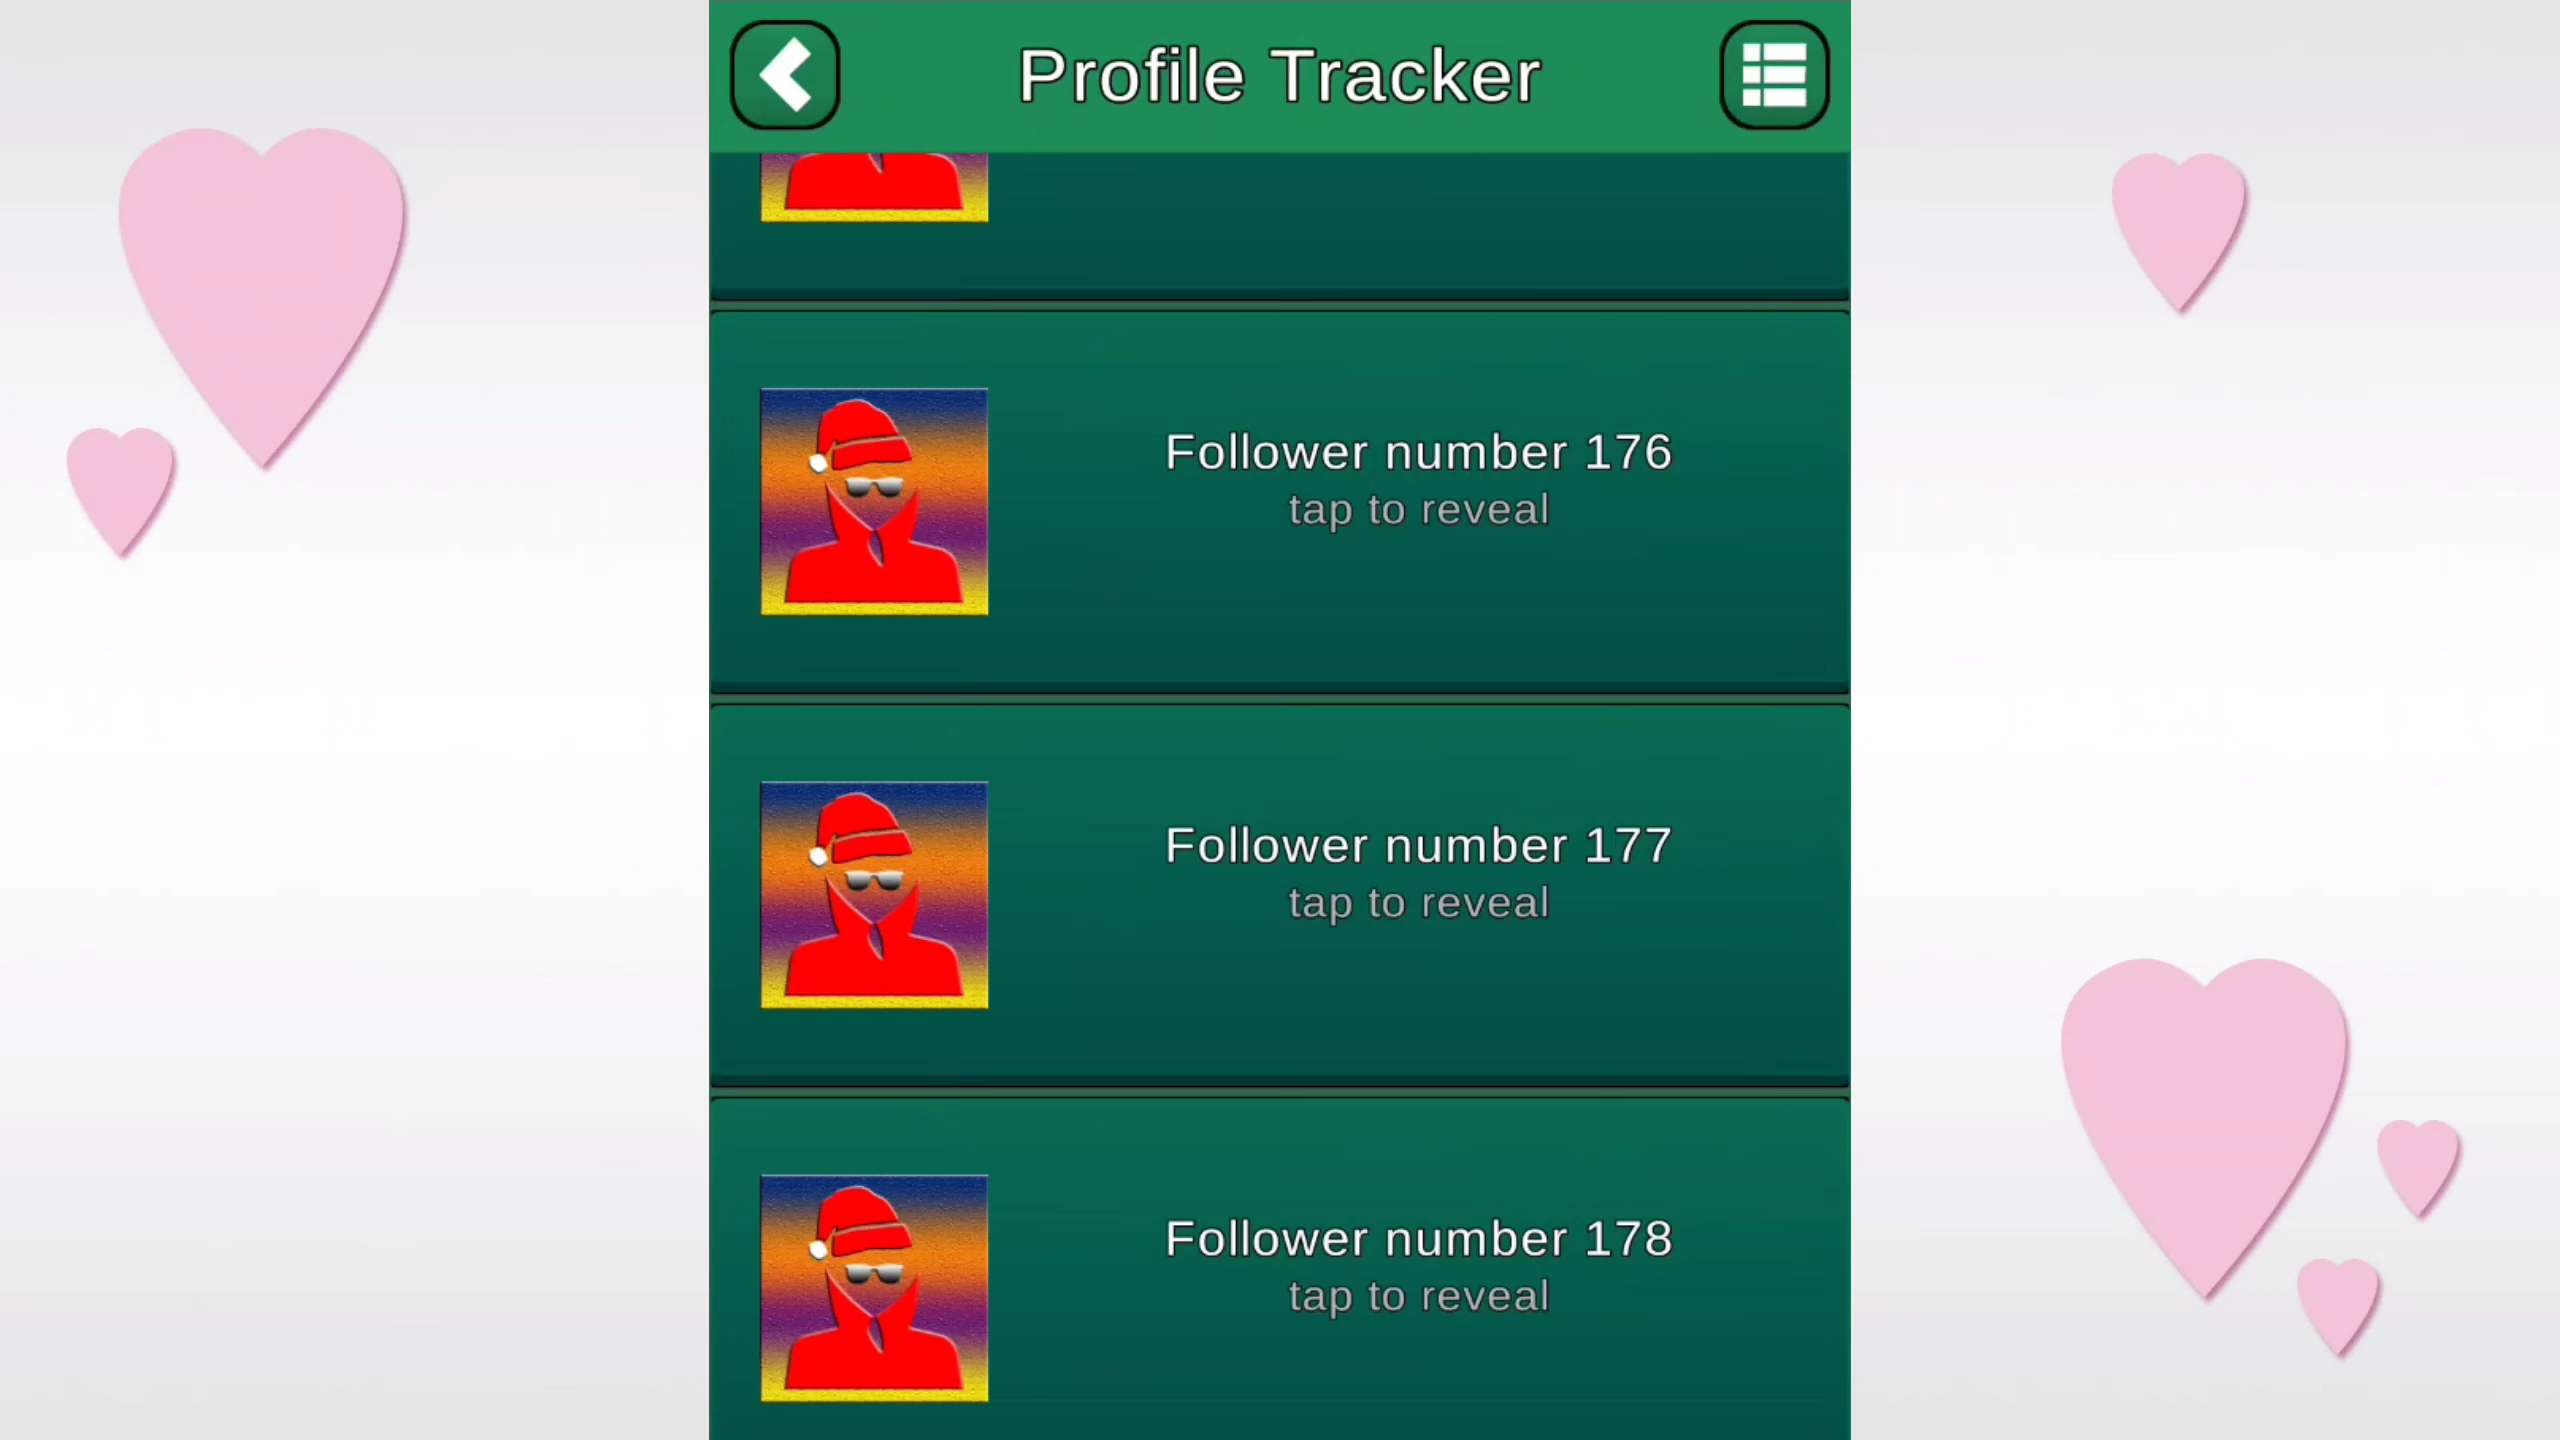 Profile Tracker
Follower number 176
tap to reveal
Follower number 177
tap to reveal
Follower number 178
tap to reveal